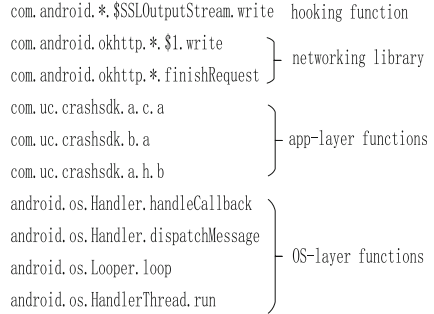 com.android.*.$SSLOutputStream.write hooking function
com.android.okhttp.*.$1.write
networking library
com.android.okhttp.*.finishRequest
com.uc.crashsdk.a.c.a
com.uc.crashsdk.b.a app-layer functions
com.uc.crashsdk.a.h.b
android.os.Handler.handleCallback
android.os.Handler.dispatchMessage
OS-layer functions
android.os.Looper.loop
android.os.HandlerThread.run